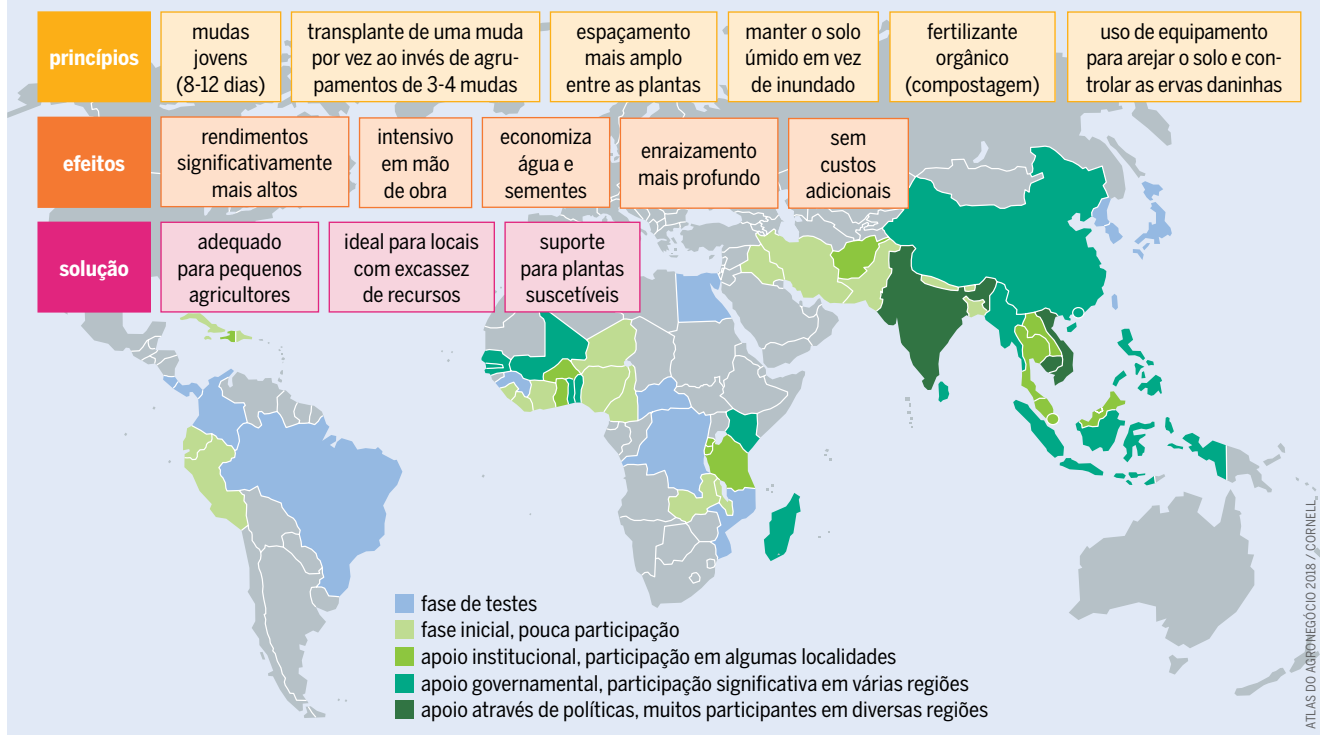 princípios
mudas
jovens
(8-12 dias)
transplante de uma muda
por vez ao invés de agru-
pamentos de 3-4 mudas
espaçamento
mais amplo
entre as plantas
manter o solo
úmido em vez
de inundado
fertilizante
orgânico
(compostagem)
uso de equipamento
para arejar o solo e con-
trolar as ervas daninhas
efeitos
rendimentos
significativamente
mais altos
intensivo
em mão
de obra
economiza
água e
sementes
enraizamento
mais profundo
sem
custos
adicionais
solução
adequado
para pequenos
agricultores
ideal para locais
com excassez
de recursos
suporte
para plantas
suscetíveis
fase de testes
fase inicial, pouca participação
apoio institucional, participação em algumas localidades
apoio governamental, participação significativa em várias regiões
apoio através de políticas, muitos participantes em diversas regiões
ATLAS DO AGRONEGÓCIO 2018 / CORNELL